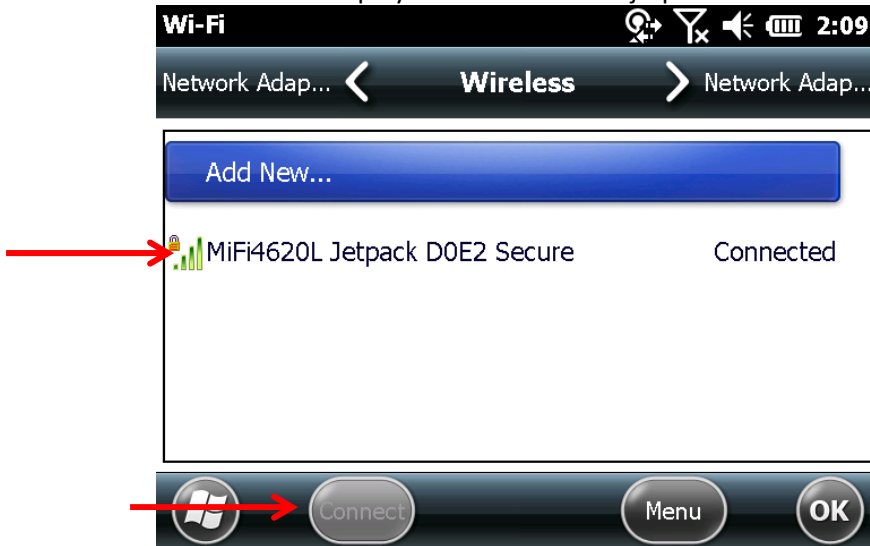 Wi-Fi 2:09
Network Adap... Wireless Network Adap...
Add New...
MiFi4620L Jetpack D0E2 Secure Connected
Connect Menu OK